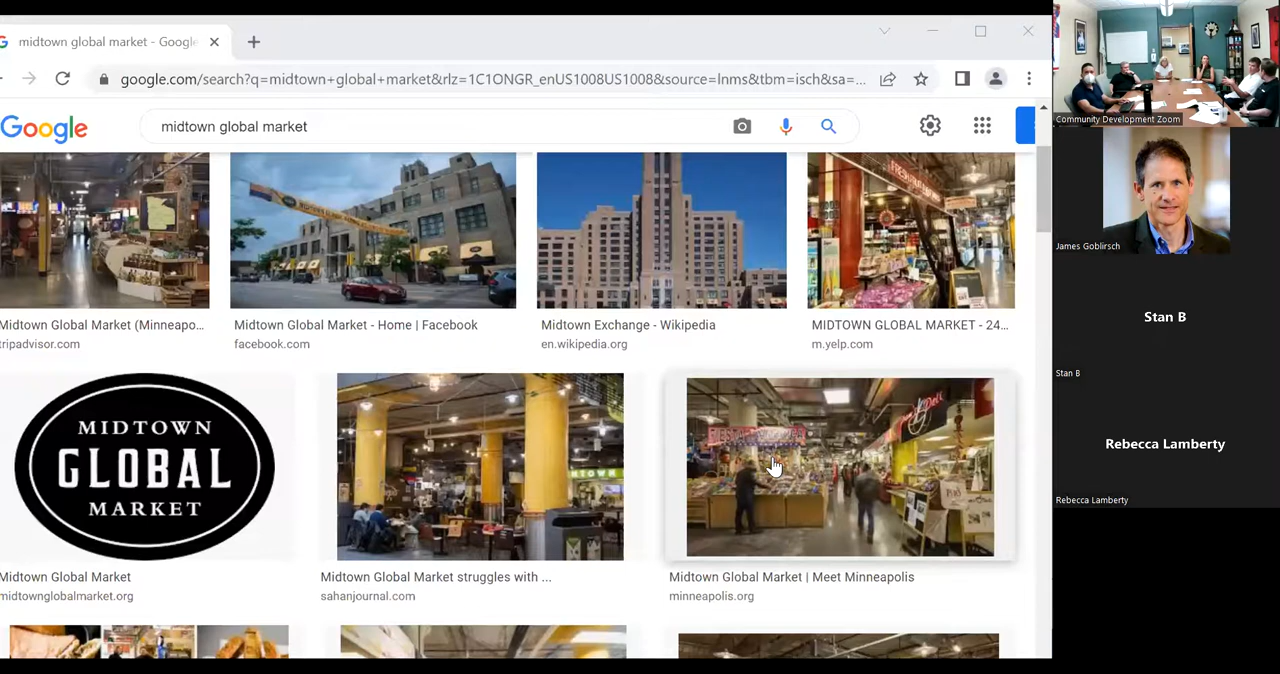 midtown global market - Google
google.com/search?q=midtown+global+market&rlz=1C1ONGR_enUS1008US1008&source=lnms&tbm=isch&sa=...
Google
midtown global market
FRESH
Midtown Global Market (Minneapo...
tripadvisor.com
Midtown Global Market - Home | Facebook
facebook.com
Midtown Exchange - Wikipedia
en.wikipedia.org
MIDTOWN GLOBAL MARKET - 24...
m.yelp.com
MIDTOWN
GLOBAL
MARKET
Deli
Midtown Global Market
midtownglobalmarket.org
Midtown Global Market struggles with ...
sahanjournal.com
Midtown Global Market | Meet Minneapolis
minneapolis.org
Community Development Zoom
James Goblirsch
Stan B
Stan B
Rebecca Lamberty
Rebecca Lamberty